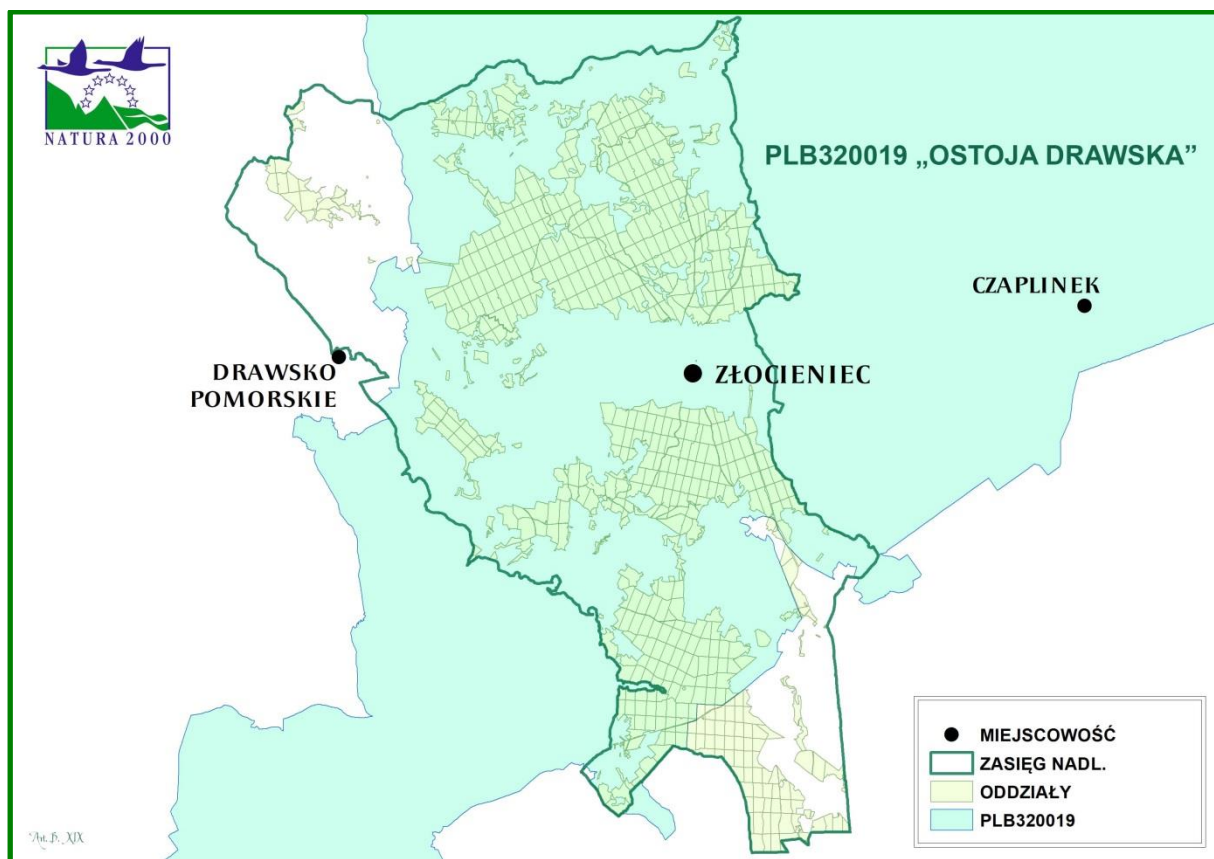 NATURA 2000
PLB320019 „OSTOJA DRAWSKA”
CZAPLINEK
DRAWSKO
POMORSKIE
ZŁOCIENIEC
MIEJSCOWOŚĆ
ZASIĘG NADL.
ODDZIAŁY
PLB320019